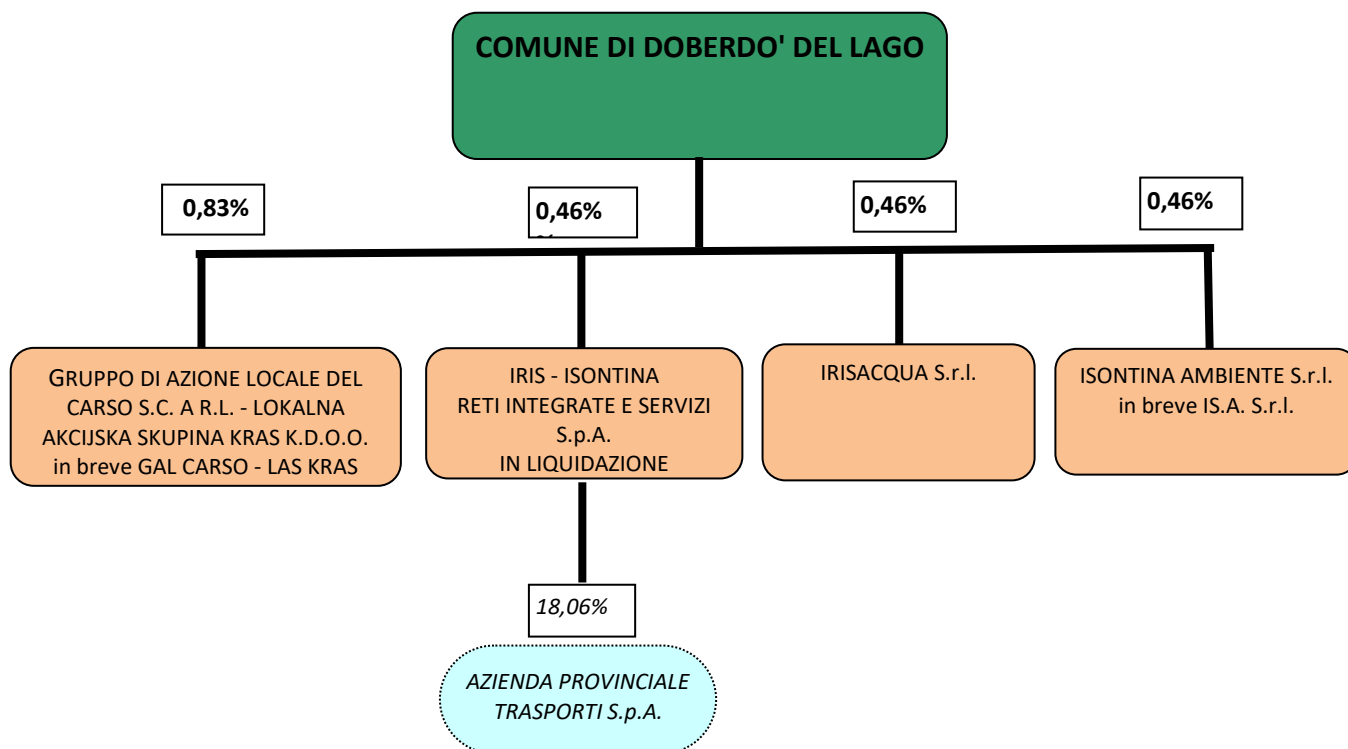 COMUNE DI DOBERDO' DEL LAGO
0,83%
0,46%
0,46%
0,46%
GRUPPO DI AZIONE LOCALE DEL
CARSO S.C. A R.L. - LOKALNA
AKCIJSKA SKUPINA KRAS K.D.O.O.
in breve GAL CARSO - LAS KRAS
IRIS - ISONTINA
RETI INTEGRATE E SERVIZI
S.p.A.
IN LIQUIDAZIONE
IRISACQUA S.r.l.
ISONTINA AMBIENTE S.r.l.
in breve IS.A. S.r.l.
18,06%
AZIENDA PROVINCIALE
TRASPORTI S.p.A.